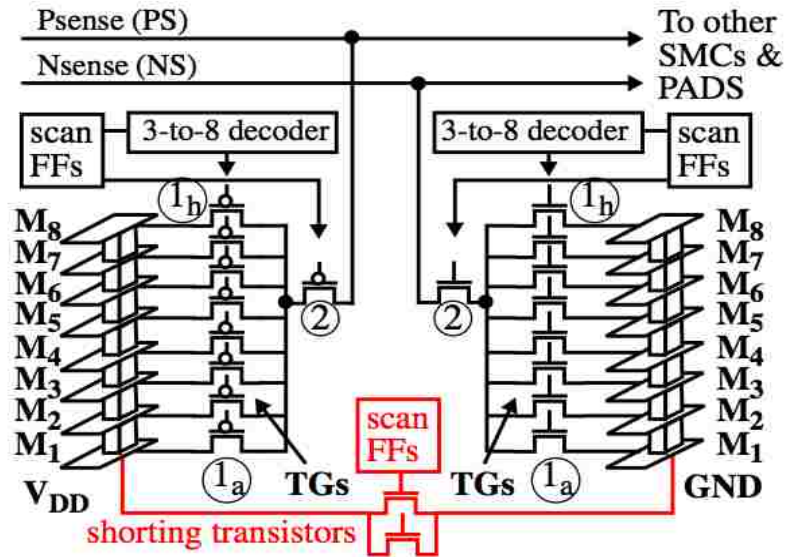 Psense (PS)
To other
SMCs &
PADS
Nsense (NS)
scan
FFs
3-to-8 decoder
3-to-8 decoder
scan
FFs
1h
1h
M8
M7
M6
M5
M4
M3
M2
M1
2
2
M8
M7
M6
M5
M4
M3
M2
M1
scan
FFs
1a
TGs
TGs
1a
VDD
GND
shorting transistors